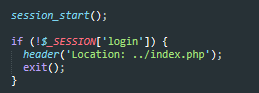 session_start();
if (!$_SESSION['login']) {
header('Location: ../index.php');
exit();
}